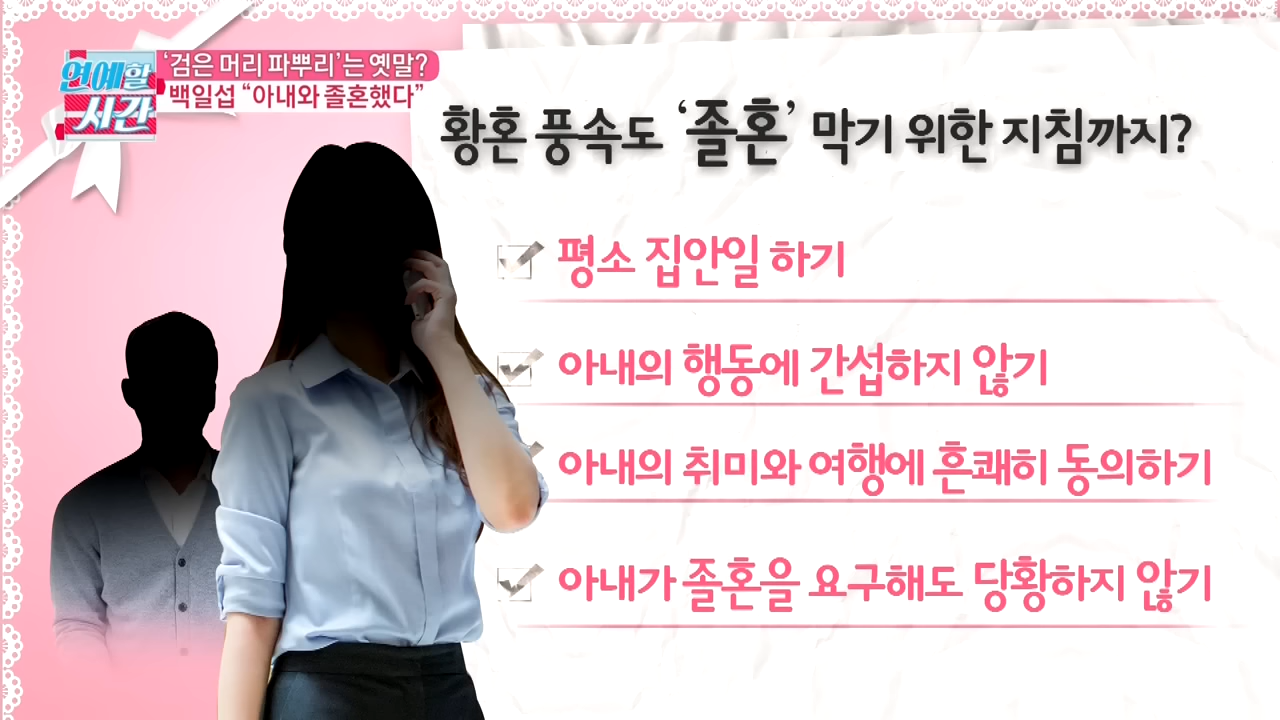 연예할
시간
‘검은 머리 파뿌리’는 옛말?
백일섭 “아내와 졸혼했다”
황혼 풍속도 ‘졸혼’ 막기 위한 지침까지?
평소 집안일 하기
아내의 행동에 간섭하지 않기
아내의 취미와 여행에 흔쾌히 동의하기
아내가 졸혼을 요구해도 당황하지 않기